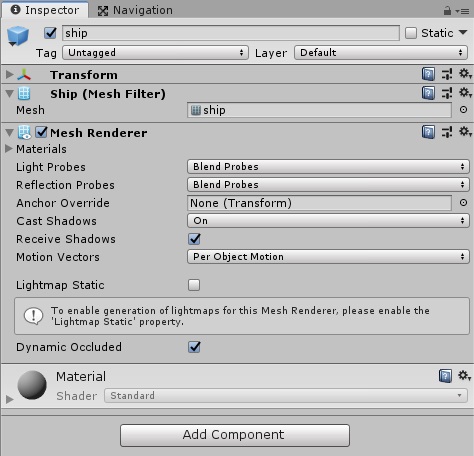 Inspector Navigation
ship Static
Tag Untagged Layer Default
Transform
Ship (Mesh Filter)
Mesh ship
Mesh Renderer
Materials
Light Probes Blend Probes
Reflection Probes Blend Probes
Anchor Override None (Transform)
Cast Shadows On
Receive Shadows
Motion Vectors Per Object Motion
Lightmap Static
To enable generation of lightmaps for this Mesh Renderer, please enable the
'Lightmap Static' property.
Dynamic Occluded
Material
Shader Standard
Add Component